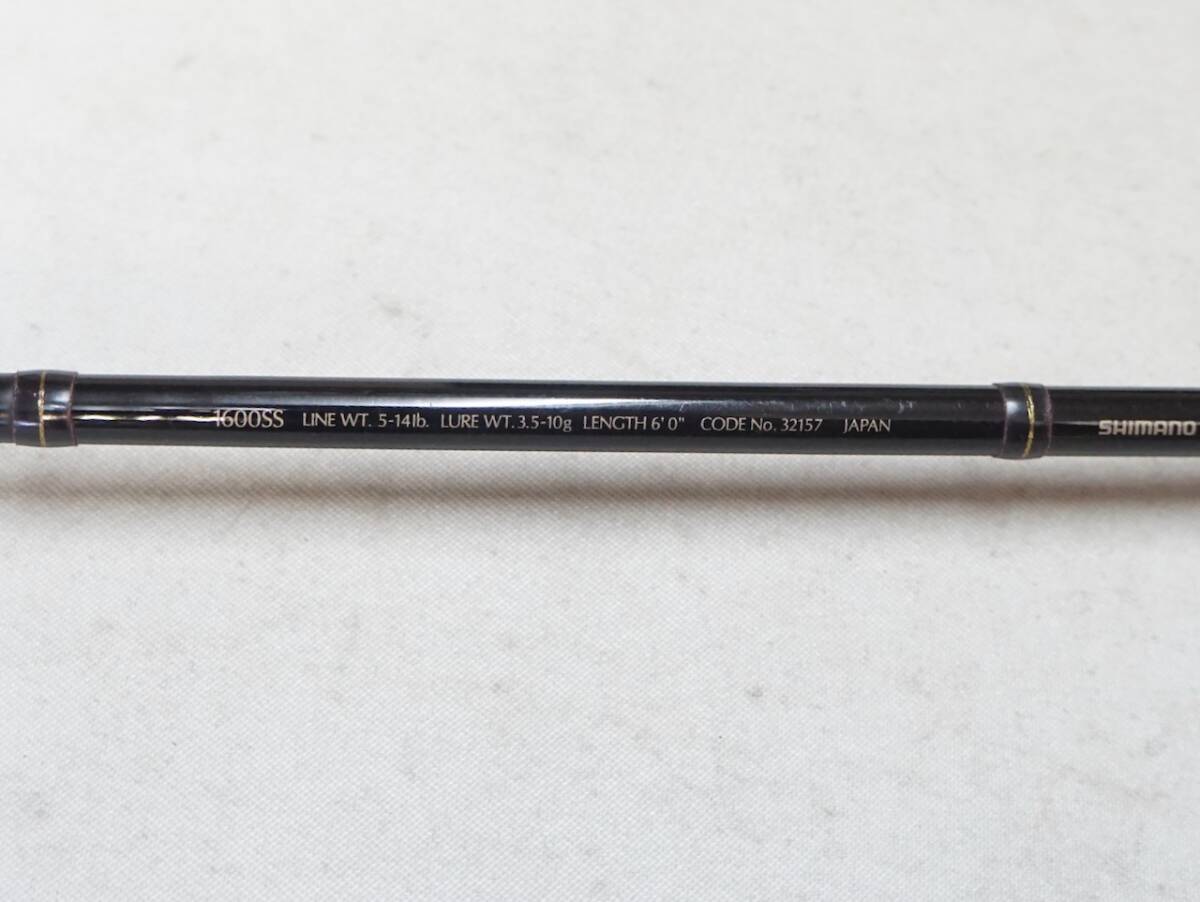 1600SS LINE WT. 5-14lb. LURE WT. 3.5-10g LENGTH 6' 0" CODE No. 32157 JAPAN SHIMANO